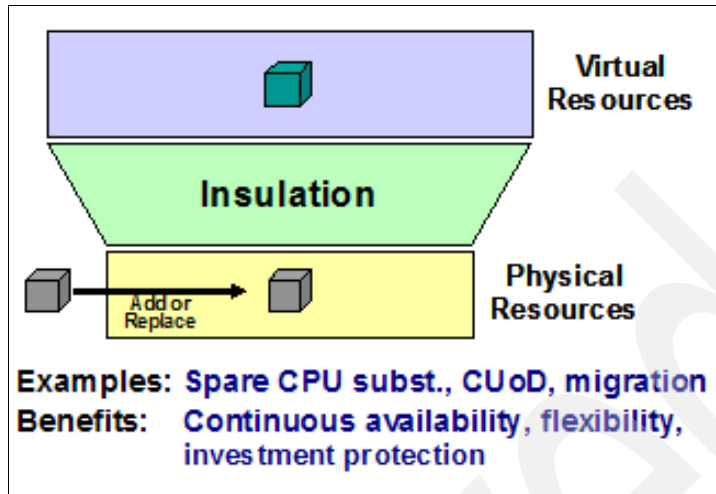 Virtual
Resources
Insulation
Physical
Resources
Add or
Replace
Examples: Spare CPU subst., CUoD, migration
Benefits: Continuous availability, flexibility,
investment protection